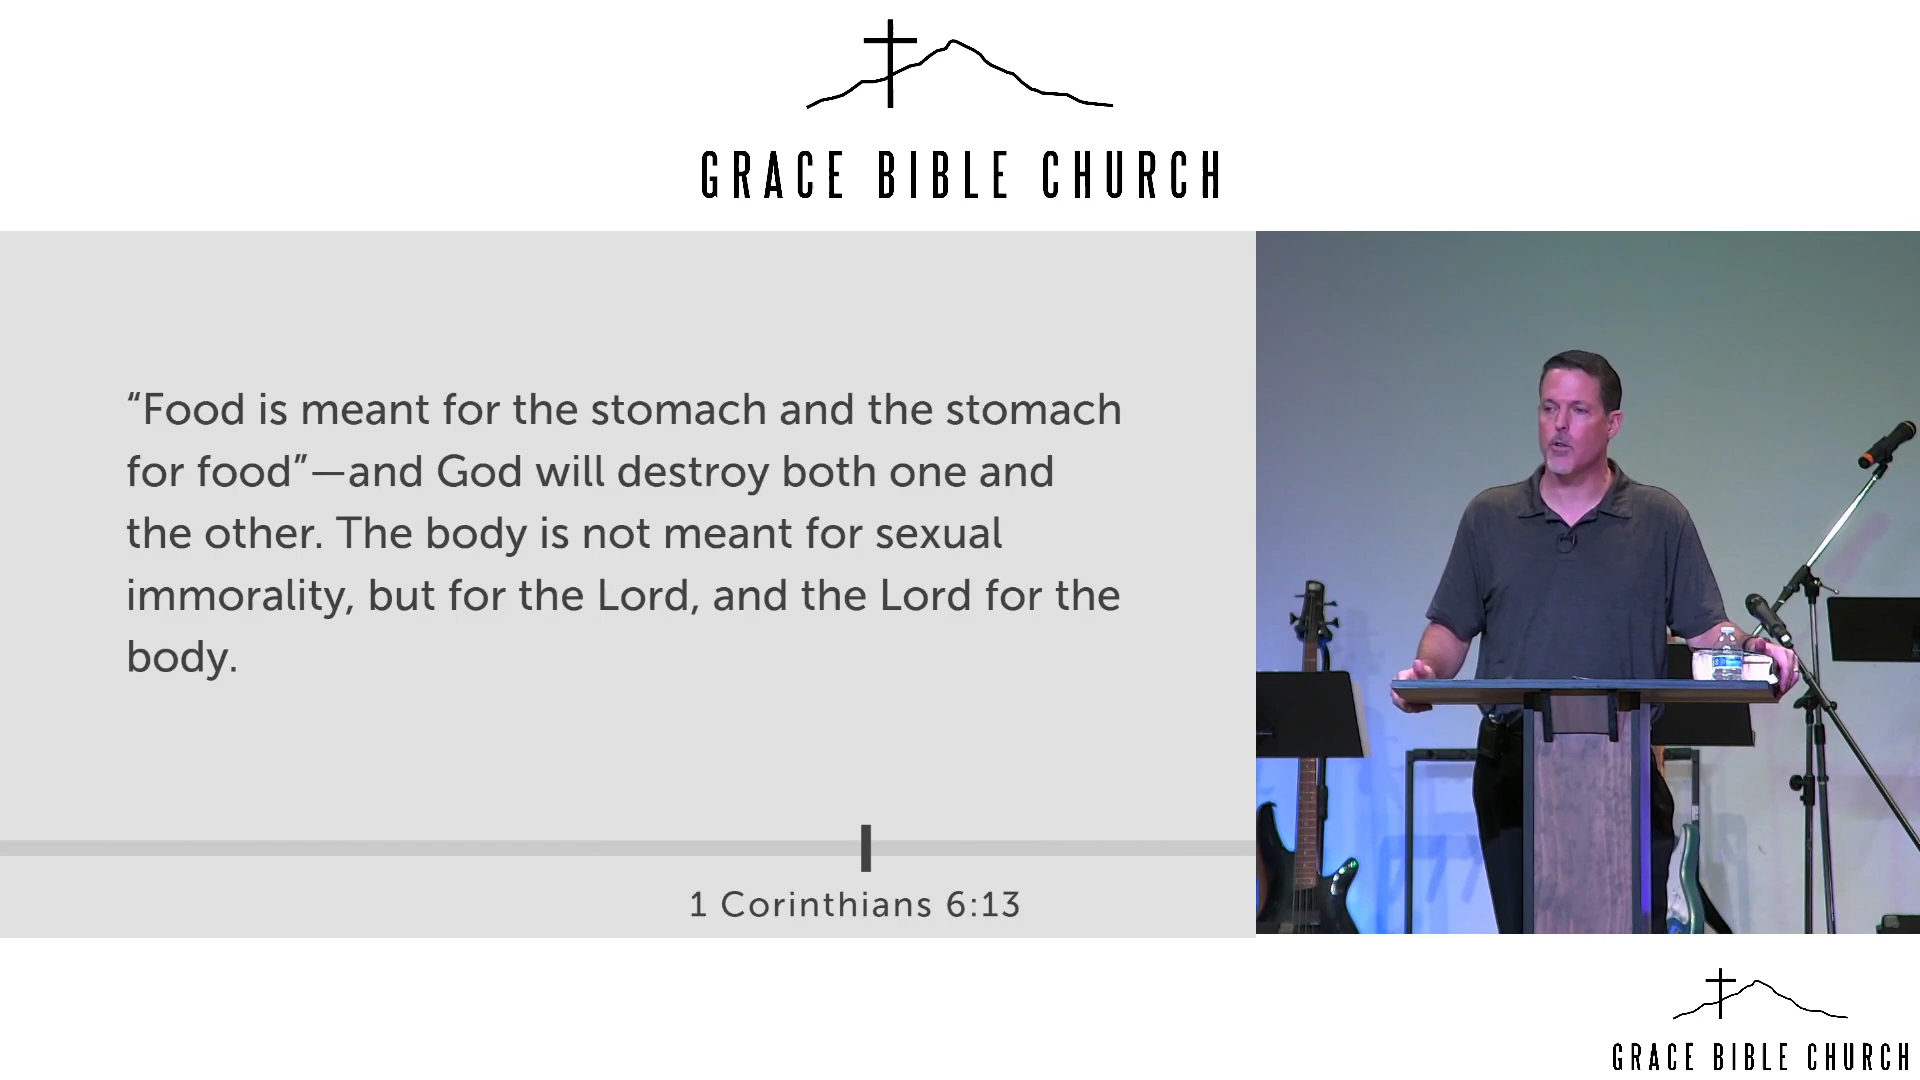 GRACE BIBLE CHURCH
“Food is meant for the stomach and the stomach
for food”—and God will destroy both one and
the other. The body is not meant for sexual
immorality, but for the Lord, and the Lord for the
body.
1 Corinthians 6:13
GRACE BIBLE CHURCH